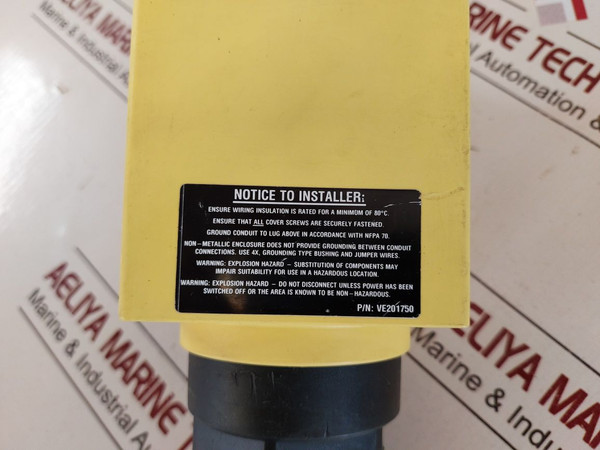 AELIYA MARINE
Marine & Industrial
MARINE TECH
Industrial Automation &
NOTICE TO INSTALLER:
ENSURE WIRING INSULATION IS RATED FOR A MINIMUM OF 80°C.
ENSURE THAT ALL COVER SCREWS ARE SECURELY FASTENED.
GROUND CONDUIT TO LUG ABOVE IN ACCORDANCE WITH NFPA 70.
NON-METALLIC ENCLOSURE DOES NOT PROVIDE GROUNDING BETWEEN CONDUIT
CONNECTIONS. USE 4X, GROUNDING TYPE BUSHING AND JUMPER WIRES.
WARNING: EXPLOSION HAZARD - SUBSTITUTION OF COMPONENTS MAY
IMPAIR SUITABILITY FOR USE IN A HAZARDOUS LOCATION.
WARNING: EXPLOSION HAZARD - DO NOT DISCONNECT UNLESS POWER HAS BEEN
SWITCHED OFF OR THE AREA IS KNOWN TO BE NON-HAZARDOUS.
P/N: VE201750
AELIYA MARINE
Marine & Industrial
AELIYA MARINE
& Industrial